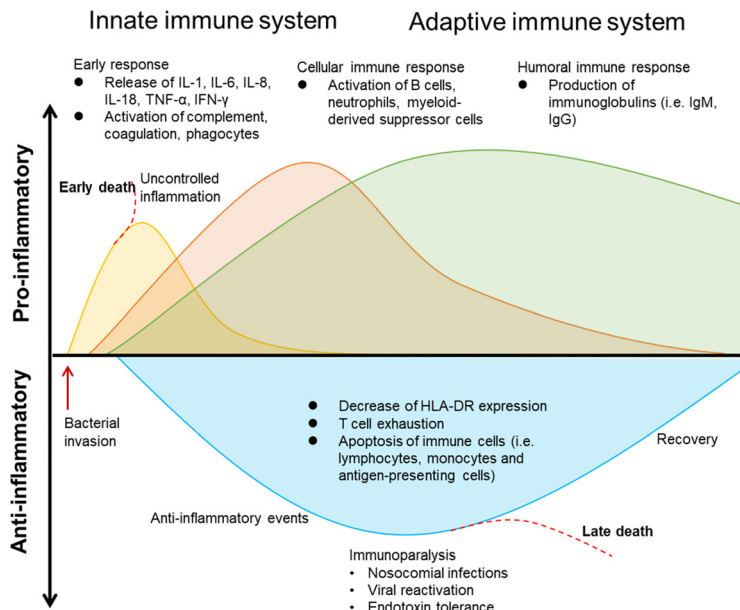 Innate immune system
Adaptive immune system
Early response
● Release of IL-1, IL-6, IL-8,
IL-18, TNF-α, IFN-γ
● Activation of complement,
coagulation, phagocytes
Cellular immune response
● Activation of B cells,
neutrophils, myeloid-
derived suppressor cells
Humoral immune response
● Production of
immunoglobulins (i.e. IgM,
IgG)
Pro-inflammatory
Early death
Uncontrolled
inflammation
Anti-inflammatory
Bacterial
invasion
● Decrease of HLA-DR expression
● T cell exhaustion
● Apoptosis of immune cells (i.e.
lymphocytes, monocytes and
antigen-presenting cells)
Recovery
Anti-inflammatory events
Late death
Immunoparalysis
• Nosocomial infections
• Viral reactivation
• Endotoxin tolerance